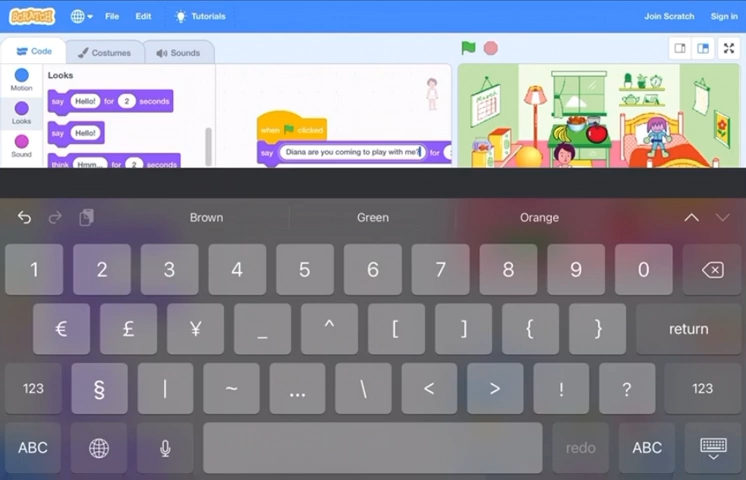 SCRATCH File Edit Tutorials Join Scratch Sign in
Code Costumes Sounds
Motion
Looks
Sound
Looks
say Hello! for 2 seconds
say Hello!
think Hmm... for 2 seconds
when clicked
say Diana are you coming to play with me? for
Brown Green Orange
1 2 3 4 5 6 7 8 9 0
€ £ ¥ _ ^ [ ] { } return
123 § | ~ ... \ < > ! ? 123
ABC redo ABC